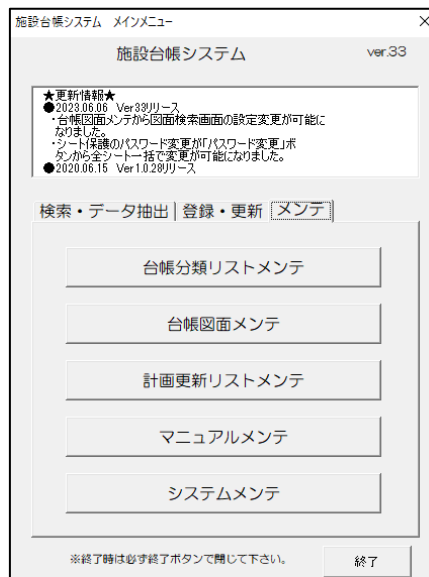 施設台帳システム メインメニュー
施設台帳システム ver.33
★更新情報★
●2023.06.06 Ver33リリース
・台帳図面メンテから図面検索画面の設定変更が可能に
なりました。
・シート保護のパスワード変更が「パスワード変更」ボ
タンから全シート一括で変更が可能になりました。
●2020.06.15 Ver1.0.28リリース
検索・データ抽出 登録・更新 メンテ
台帳分類リストメンテ
台帳図面メンテ
計画更新リストメンテ
マニュアルメンテ
システムメンテ
※終了時は必ず終了ボタンで閉じて下さい。 終了